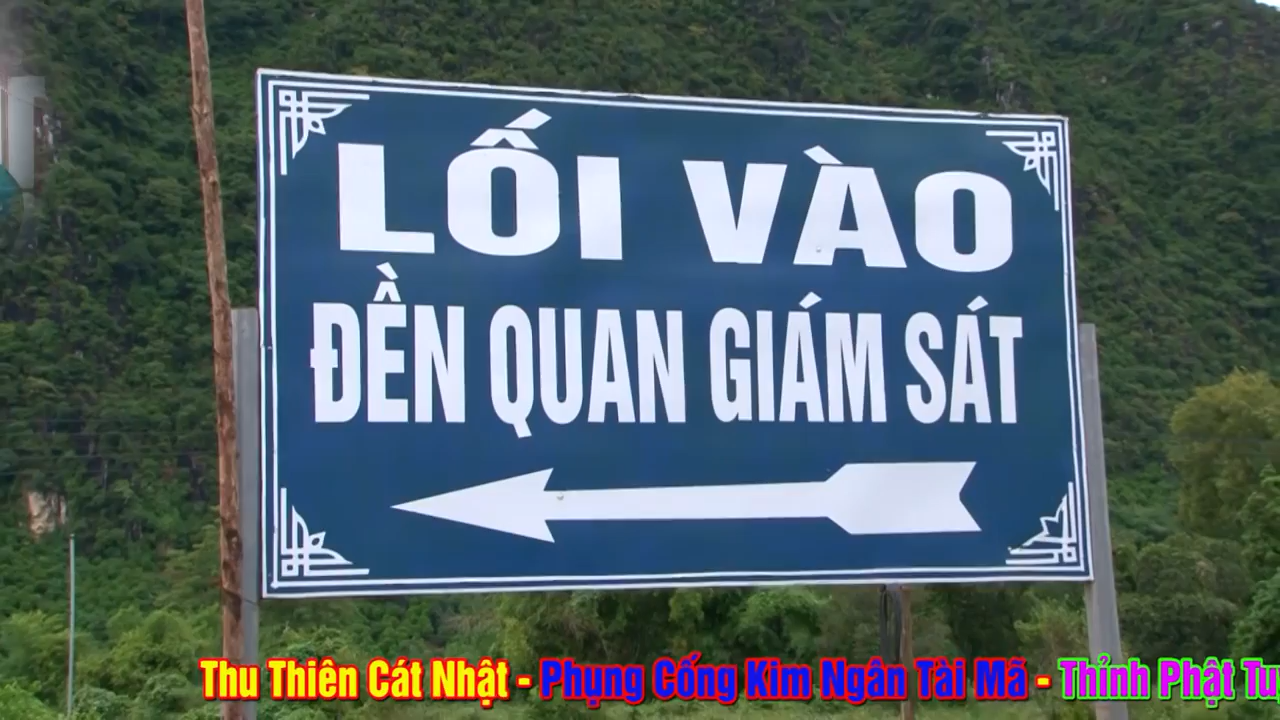 LỐI VÀO
ĐỀN QUAN GIÁM SÁT
Thu Thiên Cát Nhật - Phụng Cống Kim Ngân Tài Mã - Thỉnh Phật